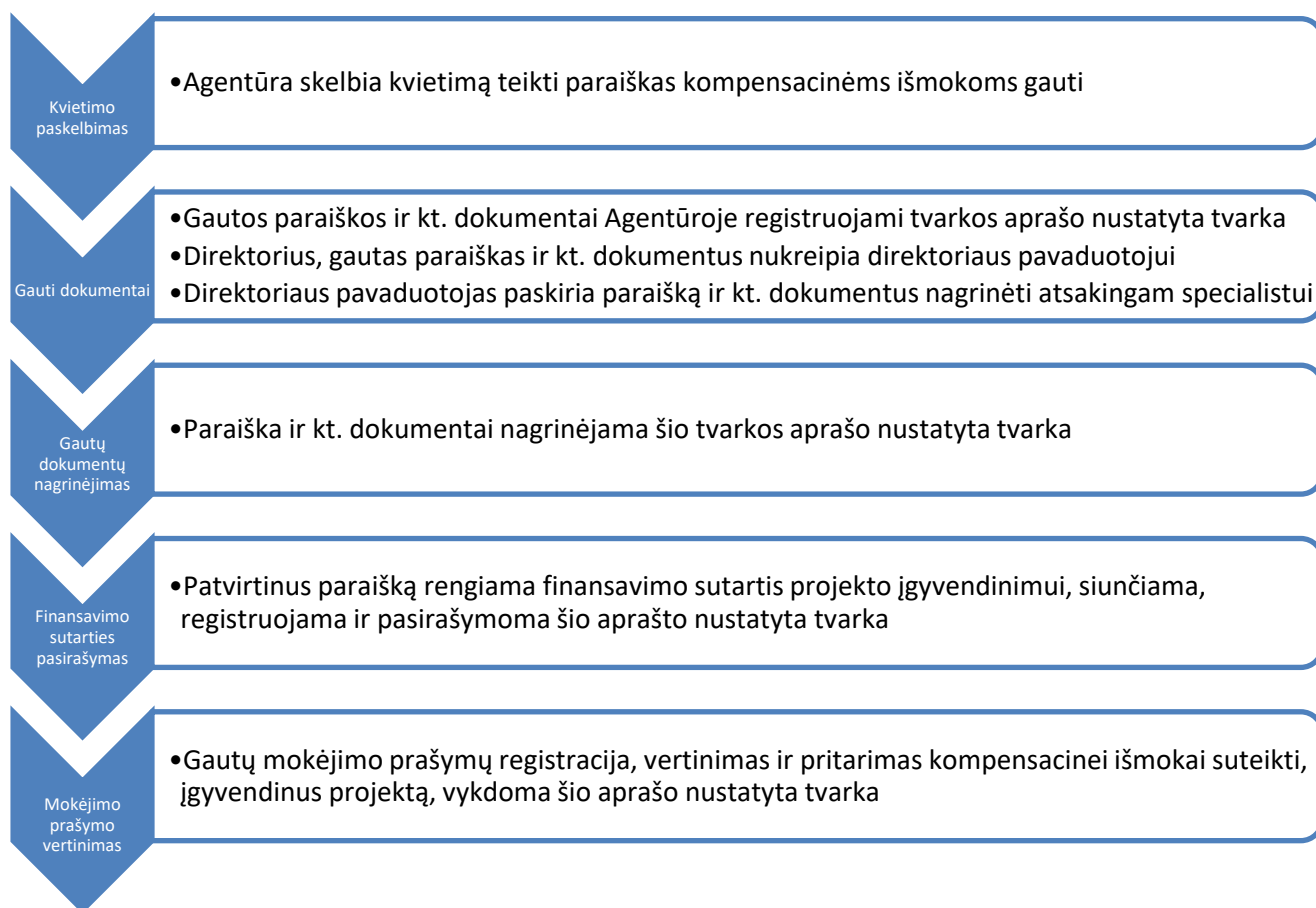 Kvietimo
paskelbimas
•Agentūra skelbia kvietimą teikti paraiškas kompensacinėms išmokoms gauti
Gauti dokumentai
•Gautos paraiškos ir kt. dokumentai Agentūroje registruojami tvarkos aprašo nustatyta tvarka
•Direktorius, gautas paraiškas ir kt. dokumentus nukreipia direktoriaus pavaduotojui
•Direktoriaus pavaduotojas paskiria paraišką ir kt. dokumentus nagrinėti atsakingam specialistui
Gautų
dokumentų
nagrinėjimas
•Paraiška ir kt. dokumentai nagrinėjama šio tvarkos aprašo nustatyta tvarka
Finansavimo
sutarties
pasirašymas
•Patvirtinus paraišką rengiama finansavimo sutartis projekto įgyvendinimui, siunčiama,
registruojama ir pasirašymoma šio aprašto nustatyta tvarka
Mokėjimo
prašymo
vertinimas
•Gautų mokėjimo prašymų registracija, vertinimas ir pritarimas kompensacinei išmokai suteikti,
įgyvendinus projektą, vykdoma šio aprašo nustatyta tvarka